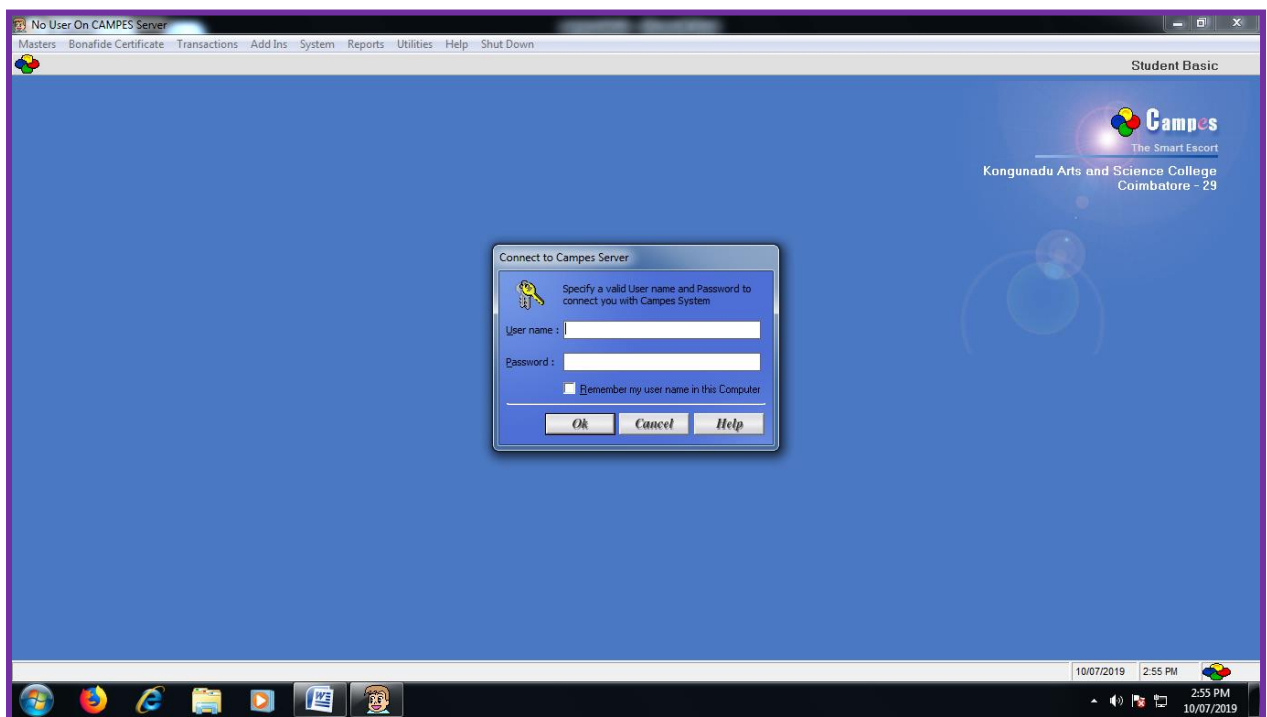 No User On CAMPES Server
Masters Bonafide Certificate Transactions Add Ins System Reports Utilities Help Shut Down
Student Basic
Campes
The Smart Escort
Kongunadu Arts and Science College
Coimbatore - 29
Connect to Campes Server
Specify a valid User name and Password to
connect you with Campes System
User name :
Password :
Remember my user name in this Computer
Ok Cancel Help
10/07/2019 2:55 PM
2:55 PM
10/07/2019